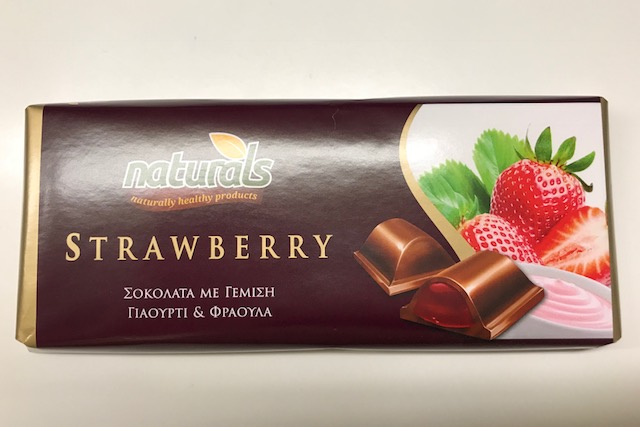 naturals
naturally healthy products
STRAWBERRY
ΣΟΚΟΛΑΤΑ ΜΕ ΓΕΜΙΣΗ
ΓΙΑΟΥΡΤΙ & ΦΡΑΟΥΛΑ